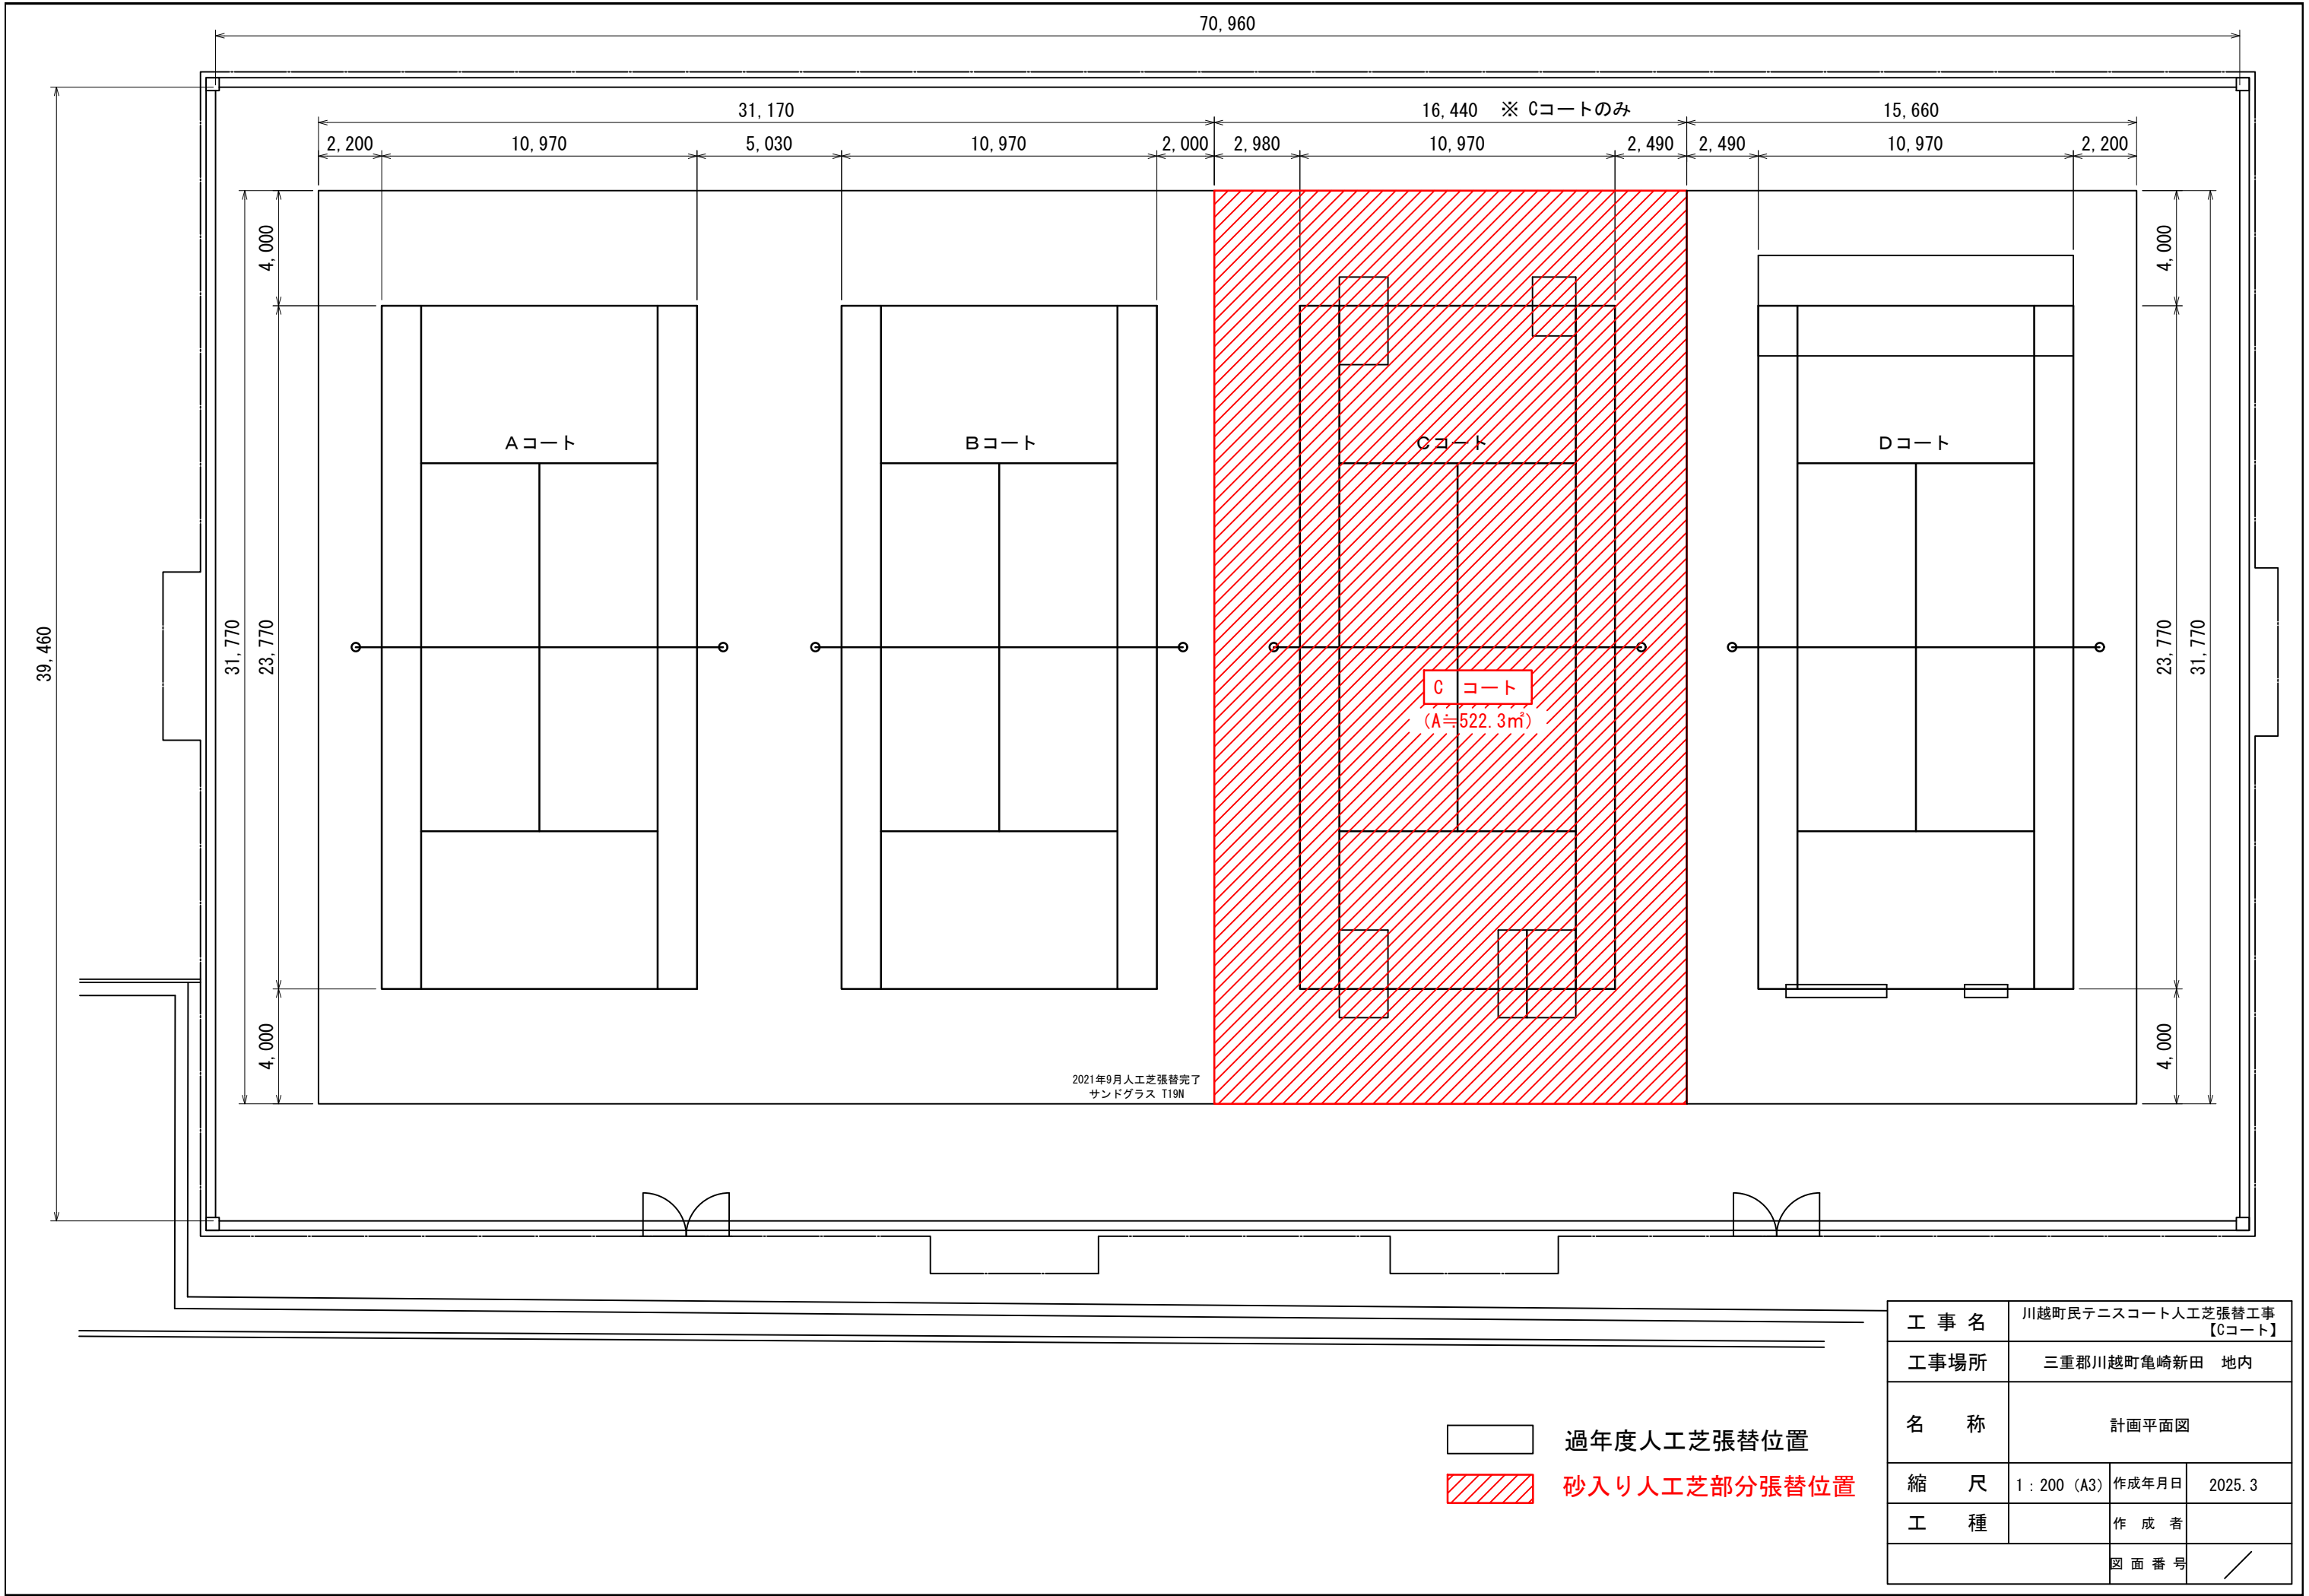 70,960
31,170
16,440 ※ Cコートのみ
15,660
2,200
10,970
5,030
10,970
2,000
2,980
10,970
2,490
2,490
10,970
2,200
4,000
4,000
Aコート
Bコート
Cコート
Dコート
39,460
31,770
23,770
23,770
31,770
C コート
(A≒522.3㎡)
4,000
4,000
2021年9月人工芝張替完了
サンドグラス T19N
過年度人工芝張替位置
砂入り人工芝部分張替位置
工事名 川越町民テニスコート人工芝張替工事
【Cコート】
工事場所 三重郡川越町亀崎新田 地内
名称 計画平面図
縮尺 1:200 (A3) 作成年月日 2025.3
工種 作成者
図面番号 /